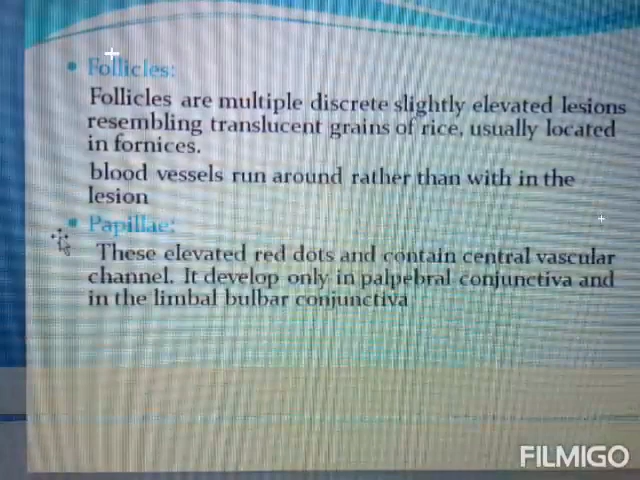 Follicles:
Follicles are multiple discrete slightly elevated lesions
resembling translucent grains of rice, usually located
in fornices.
blood vessels run around rather than with in the
lesion
Papillae:
These elevated red dots and contain central vascular
channel. It develop only in palpebral conjunctiva and
in the limbal bulbar conjunctiva
FILMIGO